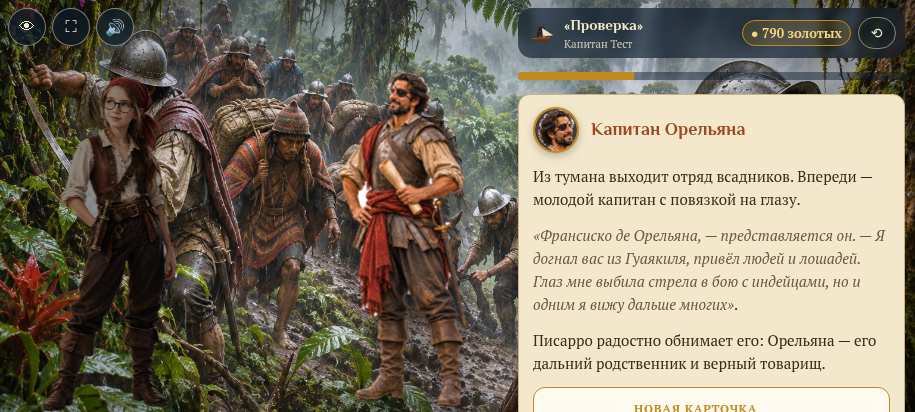 «Проверка»
Капитан Тест
790 золотых
Капитан Орельяна
Из тумана выходит отряд всадников. Впереди —
молодой капитан с повязкой на глазу.
«Франсиско де Орельяна, — представляется он. — Я
догнал вас из Гуаякиля, привёл людей и лошадей.
Глаз мне выбила стрела в бою с индейцами, но и
одним я вижу дальше многих».
Писарро радостно обнимает его: Орельяна — его
дальний родственник и верный товарищ.
НОВАЯ КАРТОЧКА